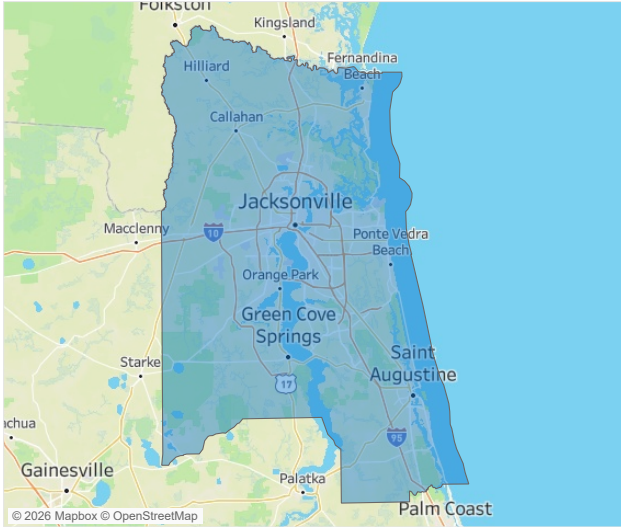 Folkston
Kingsland
Fernandina
Beach
Hilliard
Callahan
Jacksonville
10
Macclenny
Ponte Vedra
Beach
Orange Park
Green Cove
Springs
Starke
Saint
Augustine
17
95
achua
Gainesville
Palatka
Palm Coast
© 2026 Mapbox © OpenStreetMap